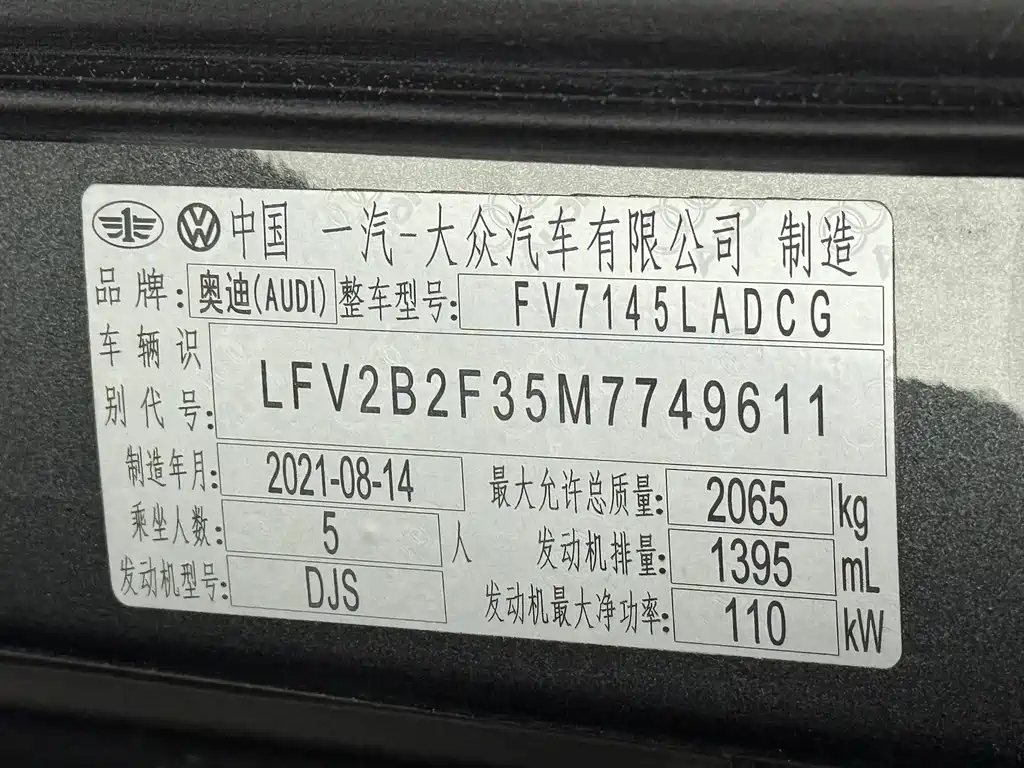 中国 一汽-大众汽车有限公司 制造
品牌: 奥迪(AUDI) 整车型号: FV7145LADCG
车辆识别代号: LFV2B2F35M7749611
制造年月: 2021-08-14 最大允许总质量: 2065 kg
乘坐人数: 5 人 发动机排量: 1395 mL
发动机型号: DJS 发动机最大净功率: 110 kW